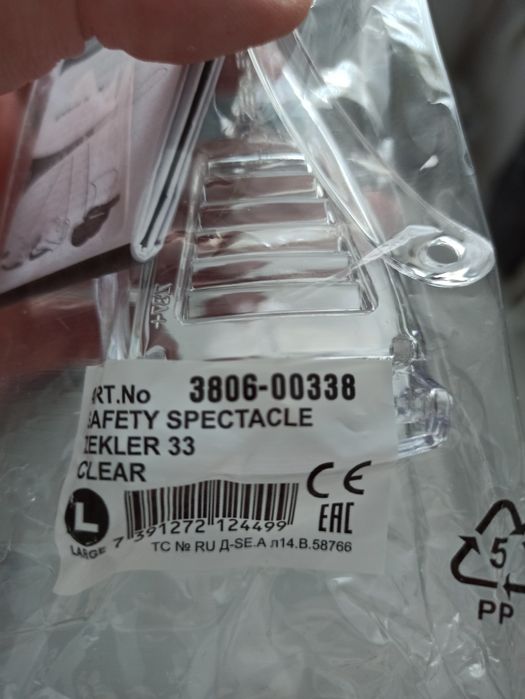 ART.No 3806-00338
SAFETY SPECTACLE
ZEKLER 33
CLEAR
CE
L
LARGE
EAC
7 391272 124499
TC № RU Д-SE.A л14.B.58766
5
PP